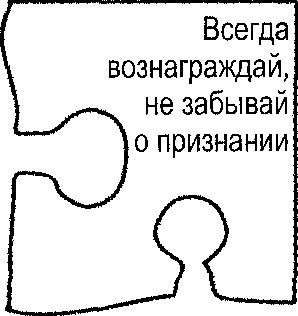 Всегда
вознаграждай,
не забывай
о признании